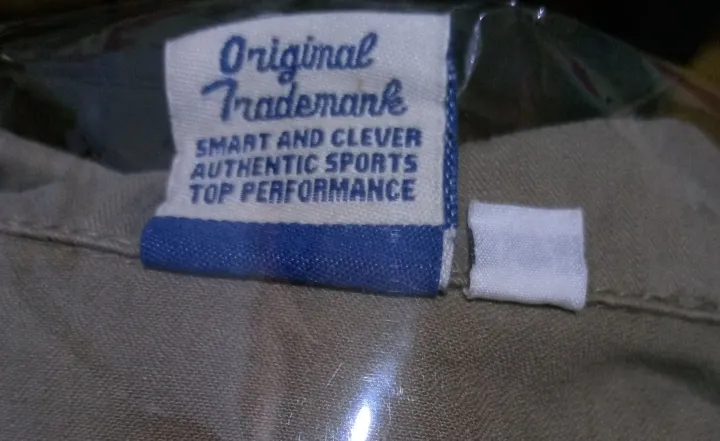 Original
Trademark
SMART AND CLEVER
AUTHENTIC SPORTS
TOP PERFORMANCE